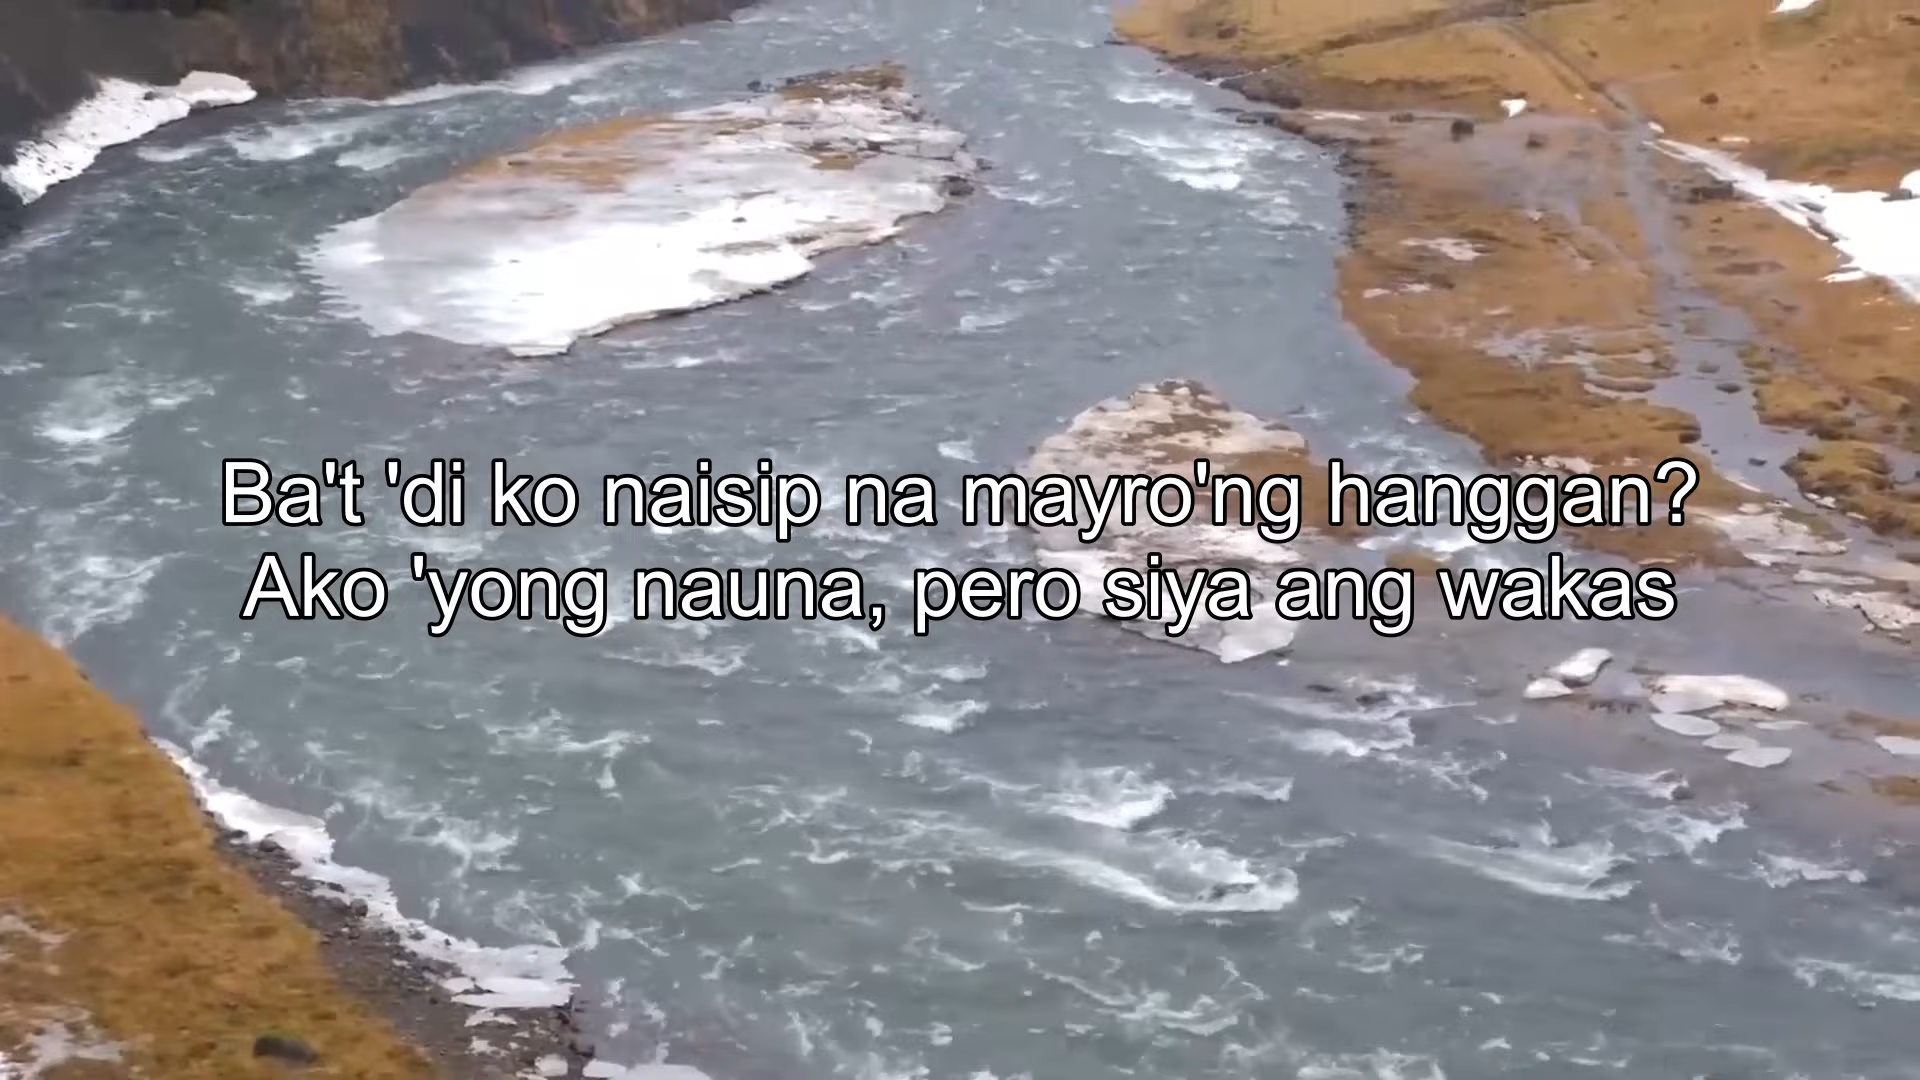 Ba't 'di ko naisip na mayro'ng hanggan?
Ako 'yong nauna, pero siya ang wakas